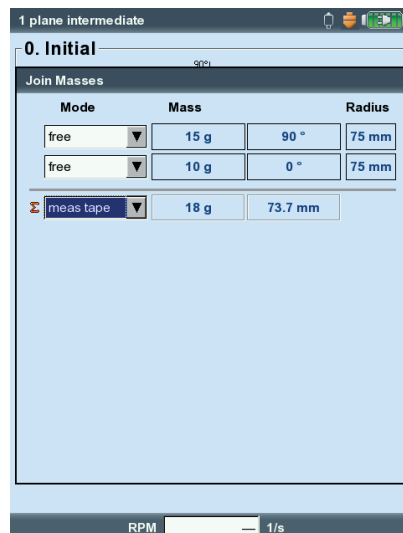 1 plane intermediate
0. Initial
90°
Join Masses
Mode Mass Radius
free 15 g 90 ° 75 mm
free 10 g 0 ° 75 mm
Σ meas tape 18 g 73.7 mm
RPM — 1/s